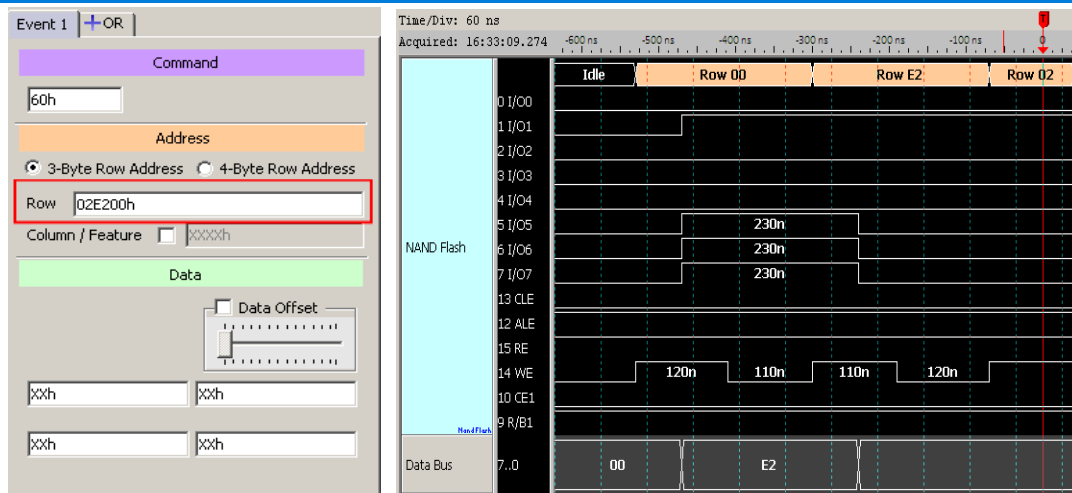 Event 1 +OR
Command
60h
Address
3-Byte Row Address 4-Byte Row Address
Row 02E200h
Column / Feature XXXXh
Data
Data Offset
XXh XXh
XXh XXh
Time/Div: 60 ns
Acquired: 16:33:09.274 -600 ns -500 ns -400 ns -300 ns -200 ns -100 ns 0
T
Idle Row 00 Row E2 Row 02
0 I/O0
1 I/O1
2 I/O2
3 I/O3
4 I/O4
5 I/O5 230n
NAND Flash 6 I/O6 230n
7 I/O7 230n
13 CLE
12 ALE
15 RE
14 WE 120n 110n 110n 120n
10 CE1
NandFlash 9 R/B1
Data Bus 7..0 00 E2